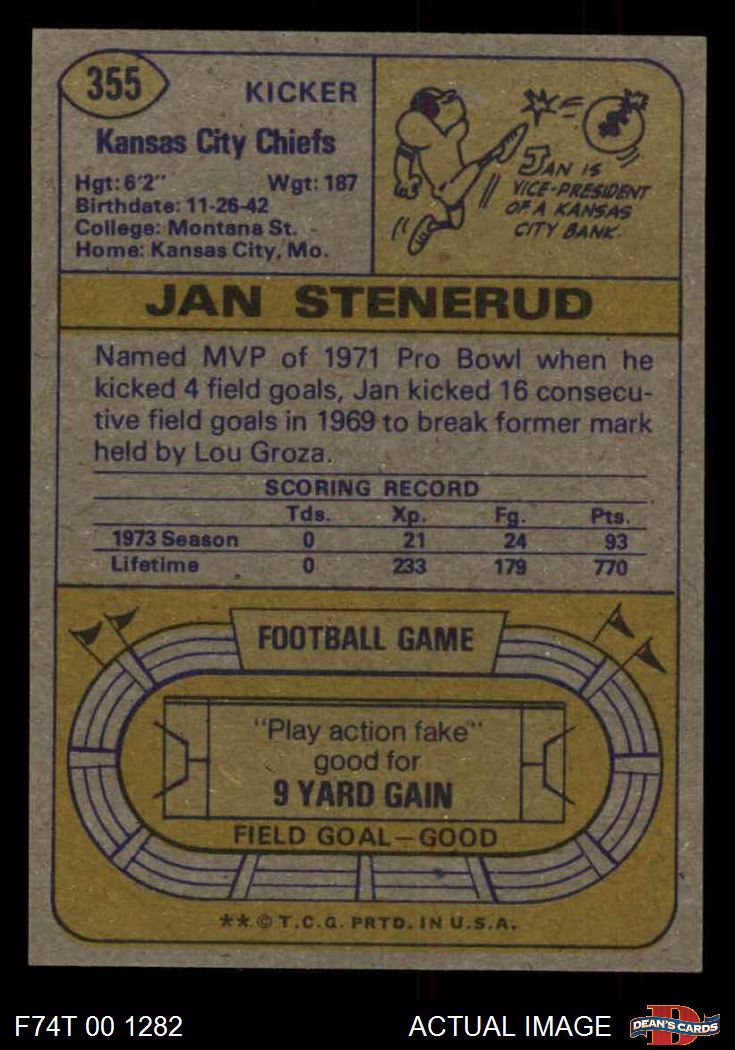 355
KICKER
Kansas City Chiefs
Hgt: 6'2" Wgt: 187
Birthdate: 11-26-42
College: Montana St.
Home: Kansas City, Mo.
JAN IS
VICE-PRESIDENT
OF A KANSAS
CITY BANK.
JAN STENERUD
Named MVP of 1971 Pro Bowl when he
kicked 4 field goals, Jan kicked 16 consecu-
tive field goals in 1969 to break former mark
held by Lou Groza.
SCORING RECORD
Tds. Xp. Fg. Pts.
1973 Season 0 21 24 93
Lifetime 0 233 179 770
FOOTBALL GAME
"Play action fake"
good for
9 YARD GAIN
FIELD GOAL—GOOD
** © T.C.G. PRTD. IN U.S.A.
F74T 00 1282 ACTUAL IMAGE DEAN'S CARDS